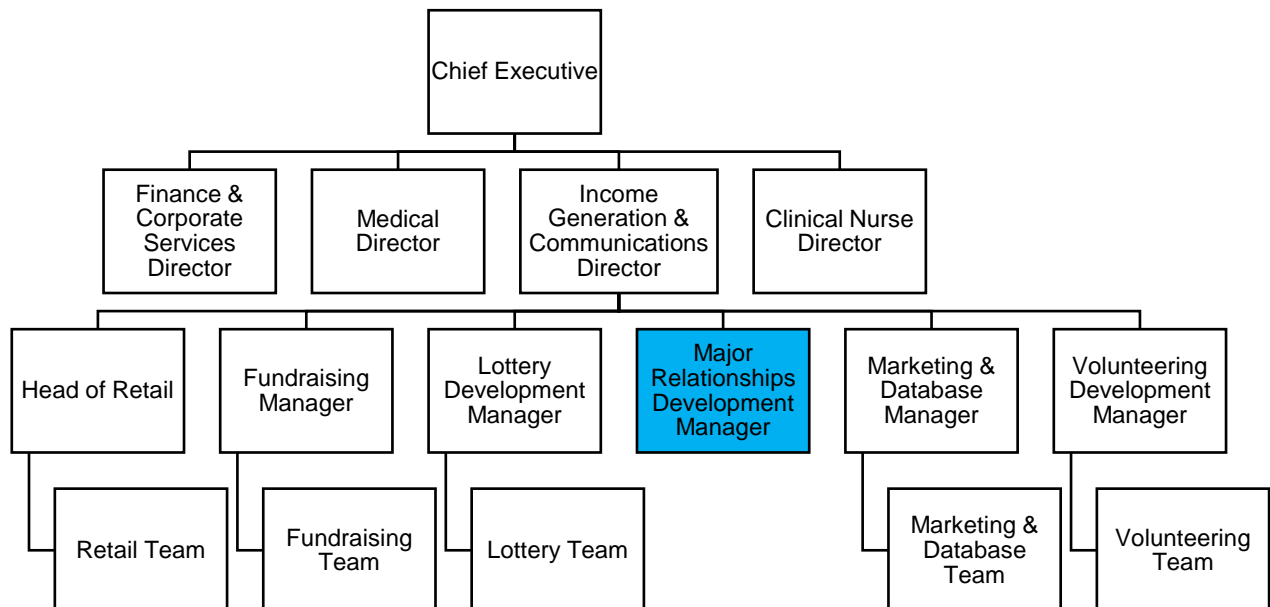 Chief Executive
Finance &
Corporate
Services
Director
Medical
Director
Income
Generation &
Communications
Director
Clinical Nurse
Director
Head of Retail
Fundraising
Manager
Lottery
Development
Manager
Major
Relationships
Development
Manager
Marketing &
Database
Manager
Volunteering
Development
Manager
Retail Team
Fundraising
Team
Lottery Team
Marketing &
Database
Team
Volunteering
Team